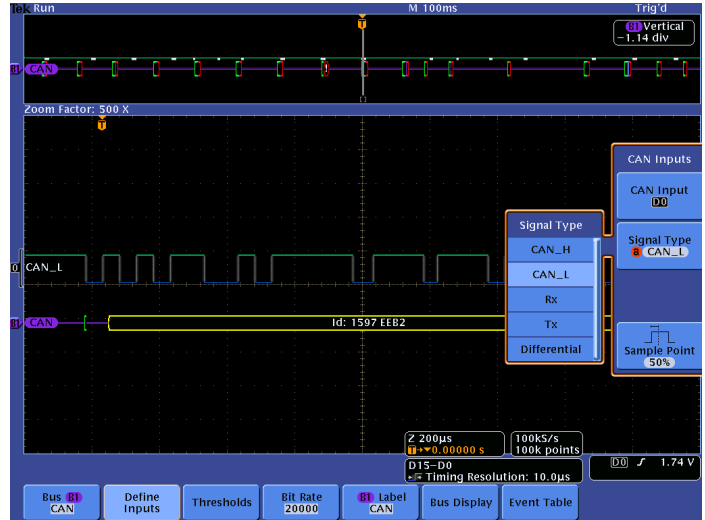 Tek Run M 100ms Trig'd
T
B1 Vertical
-1.14 div
B1 CAN
Zoom Factor: 500 X
T
CAN Inputs
CAN Input
D0
Signal Type
CAN_H
Signal Type
a CAN_L
D CAN_L
CAN_L
Rx
B1 CAN Id: 1597 EEB2
Tx
Differential
Sample Point
50%
Z 200µs
T→▼0.00000 s
100kS/s
100k points
D15-D0
Timing Resolution: 10.0µs
D0 1.74 V
Bus B1
CAN
Define
Inputs
Thresholds
Bit Rate
20000
B1 Label
CAN
Bus Display
Event Table